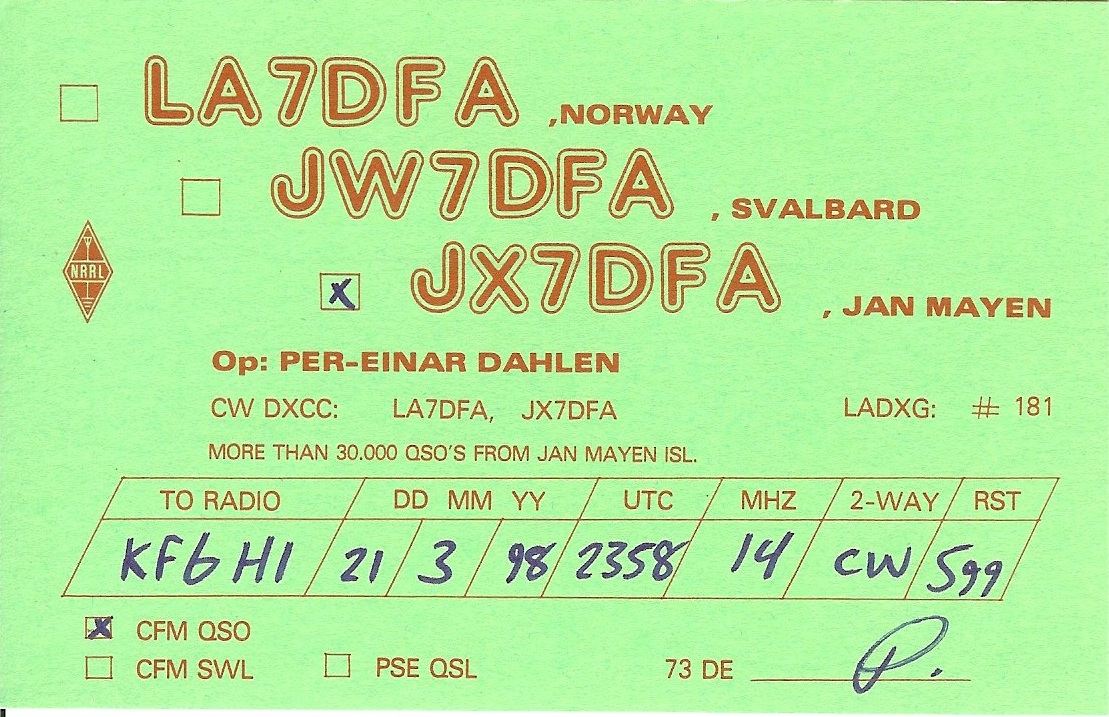 LA7DFA ,NORWAY
JW7DFA , SVALBARD
NRRL
X JX7DFA , JAN MAYEN
Op: PER-EINAR DAHLEN
CW DXCC: LA7DFA, JX7DFA LADXG: # 181
MORE THAN 30.000 QSO'S FROM JAN MAYEN ISL.
TO RADIO DD MM YY UTC MHZ 2-WAY RST
KF6HI 21 3 98 2358 14 CW 599
X CFM QSO
CFM SWL PSE QSL 73 DE P.